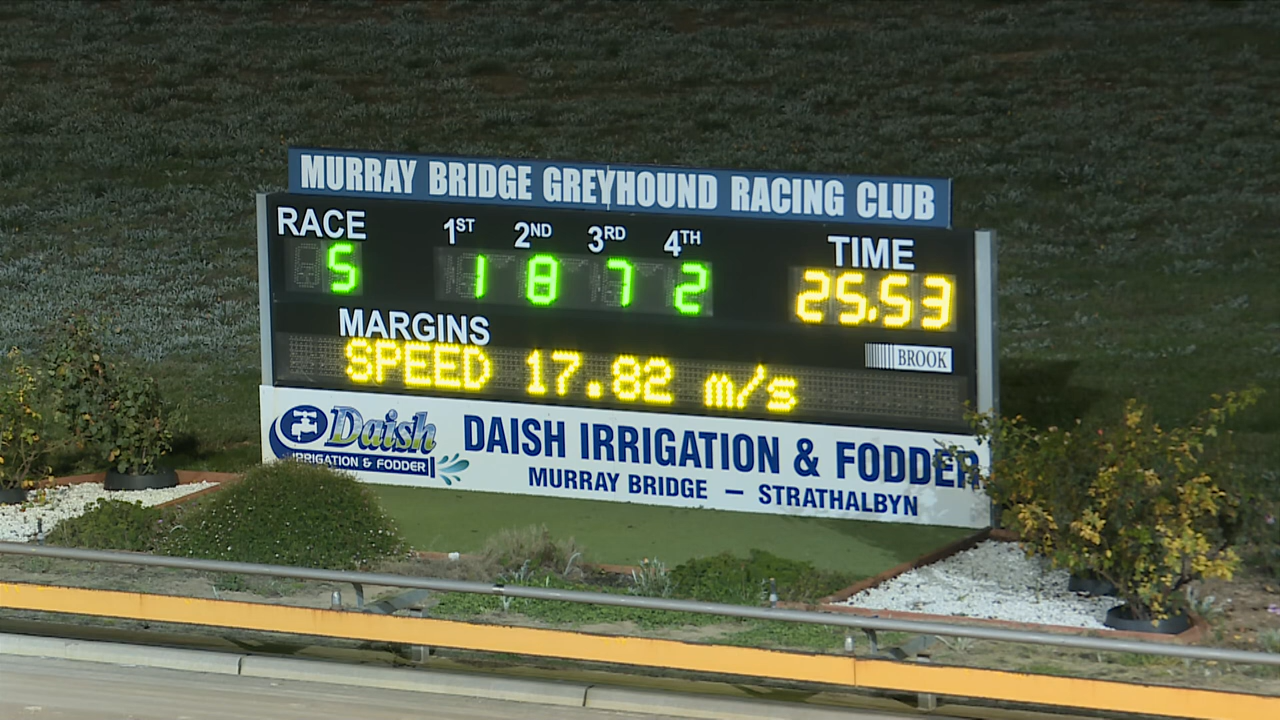 MURRAY BRIDGE GREYHOUND RACING CLUB
RACE 1ST 2ND 3RD 4TH TIME
5 1 8 7 2 25.53
MARGINS
BROOK
SPEED 17.82 m/s
Daish
IRRIGATION & FODDER
DAISH IRRIGATION & FODDER
MURRAY BRIDGE – STRATHALBYN